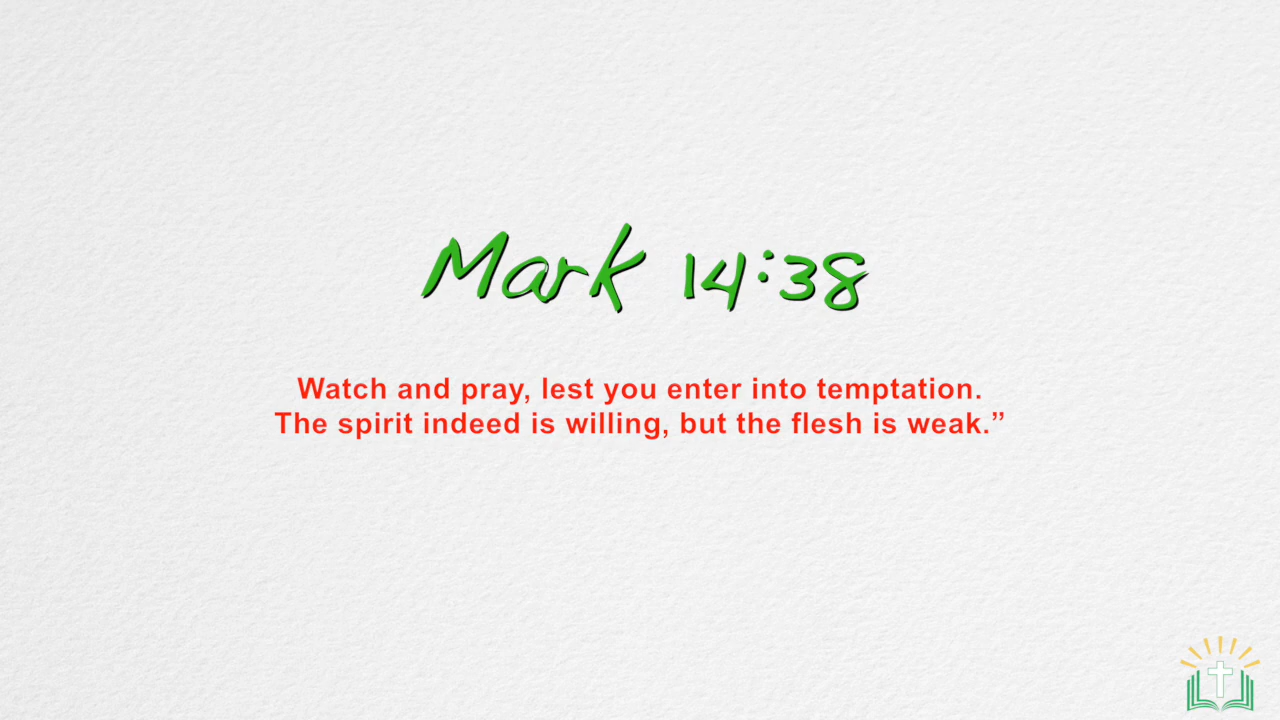 Mark 14:38
Watch and pray, lest you enter into temptation.
The spirit indeed is willing, but the flesh is weak.”